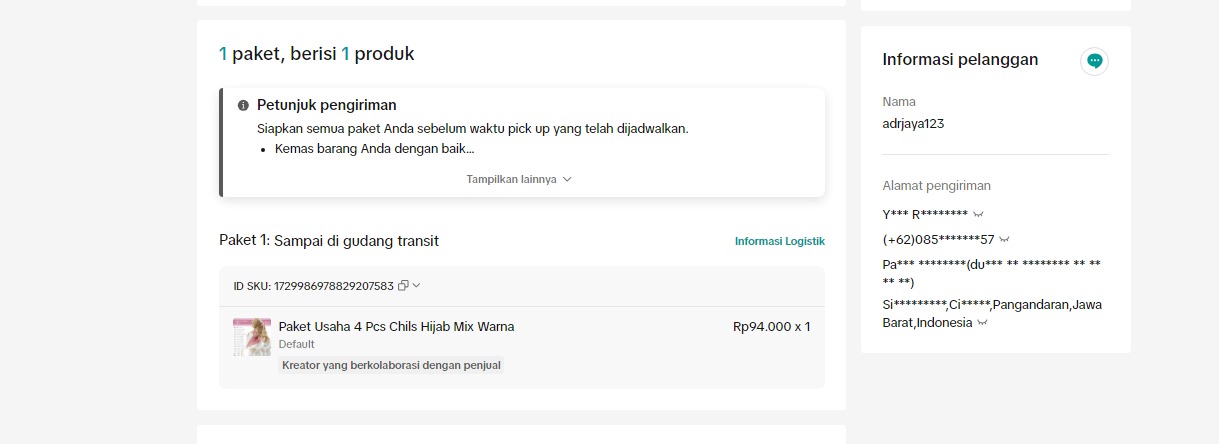 1 paket, berisi 1 produk
Petunjuk pengiriman
Siapkan semua paket Anda sebelum waktu pick up yang telah dijadwalkan.
• Kemas barang Anda dengan baik...
Tampilkan lainnya
Paket 1: Sampai di gudang transit
Informasi Logistik
ID SKU: 1729986978829207583
Paket Usaha 4 Pcs Chils Hijab Mix Warna
Rp94.000 x 1
Default
Kreator yang berkolaborasi dengan penjual
Informasi pelanggan
Nama
adrjaya123
Alamat pengiriman
Y*** R********
(+62)085*******57
Pa*** ********(du*** ** ******** ** **
** **)
Si*********,Ci*****,Pangandaran,Jawa
Barat,Indonesia